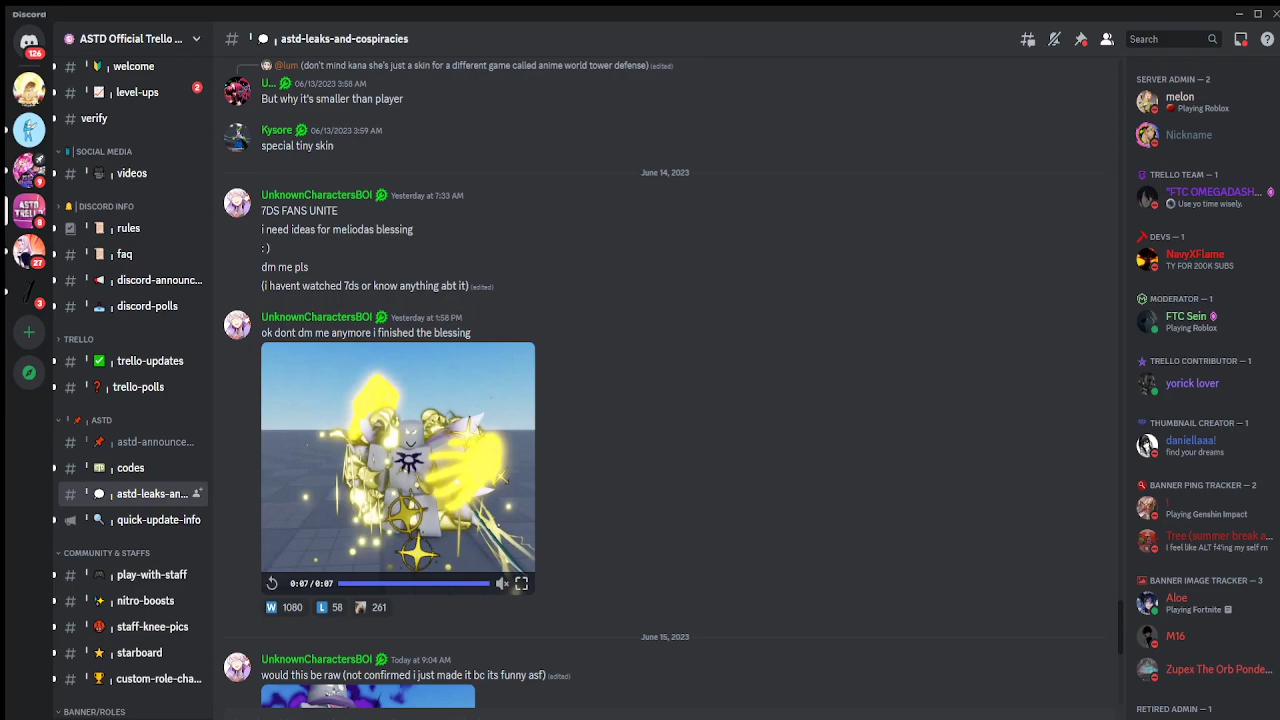 Discord
126
9
8
27
3
ASTD Official Trello ...
welcome
level-ups
2
verify
SOCIAL MEDIA
videos
DISCORD INFO
rules
faq
discord-announc...
discord-polls
TRELLO
trello-updates
trello-polls
ASTD
astd-announce...
codes
astd-leaks-an...
quick-update-info
COMMUNITY & STAFFS
play-with-staff
nitro-boosts
staff-knee-pics
starboard
custom-role-cha...
BANNER/ROLES
astd-leaks-and-cospiracies
Search
@lum (don't mind kana she's just a skin for a different game called anime world tower defense) (edited)
U... 06/13/2023 3:58 AM
But why it's smaller than player
Kysore 06/13/2023 3:59 AM
special tiny skin
June 14, 2023
UnknownCharactersBOI Yesterday at 7:33 AM
7DS FANS UNITE
i need ideas for meliodas blessing
: )
dm me pls
(i havent watched 7ds or know anything abt it) (edited)
UnknownCharactersBOI Yesterday at 1:58 PM
ok dont dm me anymore i finished the blessing
0:07/0:07
W 1080 L 58 261
June 15, 2023
UnknownCharactersBOI Today at 9:04 AM
would this be raw (not confirmed i just made it bc its funny asf) (edited)
SERVER ADMIN — 2
melon
Playing Roblox
Nickname
TRELLO TEAM — 1
"FTC OMEGADASH...
Use yo time wisely.
DEVS — 1
NavyXFlame
TY FOR 200K SUBS
MODERATOR — 1
FTC Sein
Playing Roblox
TRELLO CONTRIBUTOR — 1
yorick lover
THUMBNAIL CREATOR — 1
daniellaaa!
find your dreams
BANNER PING TRACKER — 2
!
Playing Genshin Impact
Tree (summer break a...
I feel like ALT f4'ing my self rn
BANNER IMAGE TRACKER — 3
Aloe
Playing Fortnite
M16
Zupex The Orb Ponde...
RETIRED ADMIN — 1